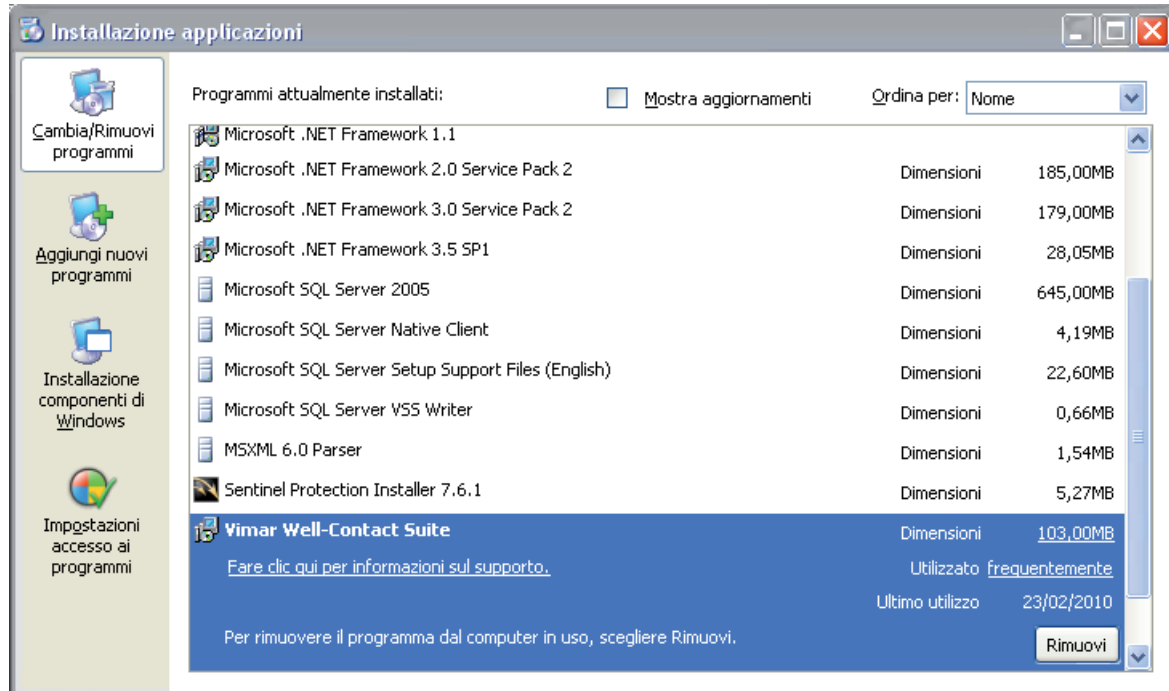 Installazione applicazioni
Cambia/Rimuovi
programmi
Aggiungi nuovi
programmi
Installazione
componenti di
Windows
Impostazioni
accesso ai
programmi
Programmi attualmente installati:
Mostra aggiornamenti
Ordina per: Nome
Microsoft .NET Framework 1.1
Microsoft .NET Framework 2.0 Service Pack 2 Dimensioni 185,00MB
Microsoft .NET Framework 3.0 Service Pack 2 Dimensioni 179,00MB
Microsoft .NET Framework 3.5 SP1 Dimensioni 28,05MB
Microsoft SQL Server 2005 Dimensioni 645,00MB
Microsoft SQL Server Native Client Dimensioni 4,19MB
Microsoft SQL Server Setup Support Files (English) Dimensioni 22,60MB
Microsoft SQL Server VSS Writer Dimensioni 0,66MB
MSXML 6.0 Parser Dimensioni 1,54MB
Sentinel Protection Installer 7.6.1 Dimensioni 5,27MB
Vimar Well-Contact Suite Dimensioni 103,00MB
Fare clic qui per informazioni sul supporto. Utilizzato frequentemente
Ultimo utilizzo 23/02/2010
Per rimuovere il programma dal computer in uso, scegliere Rimuovi. Rimuovi